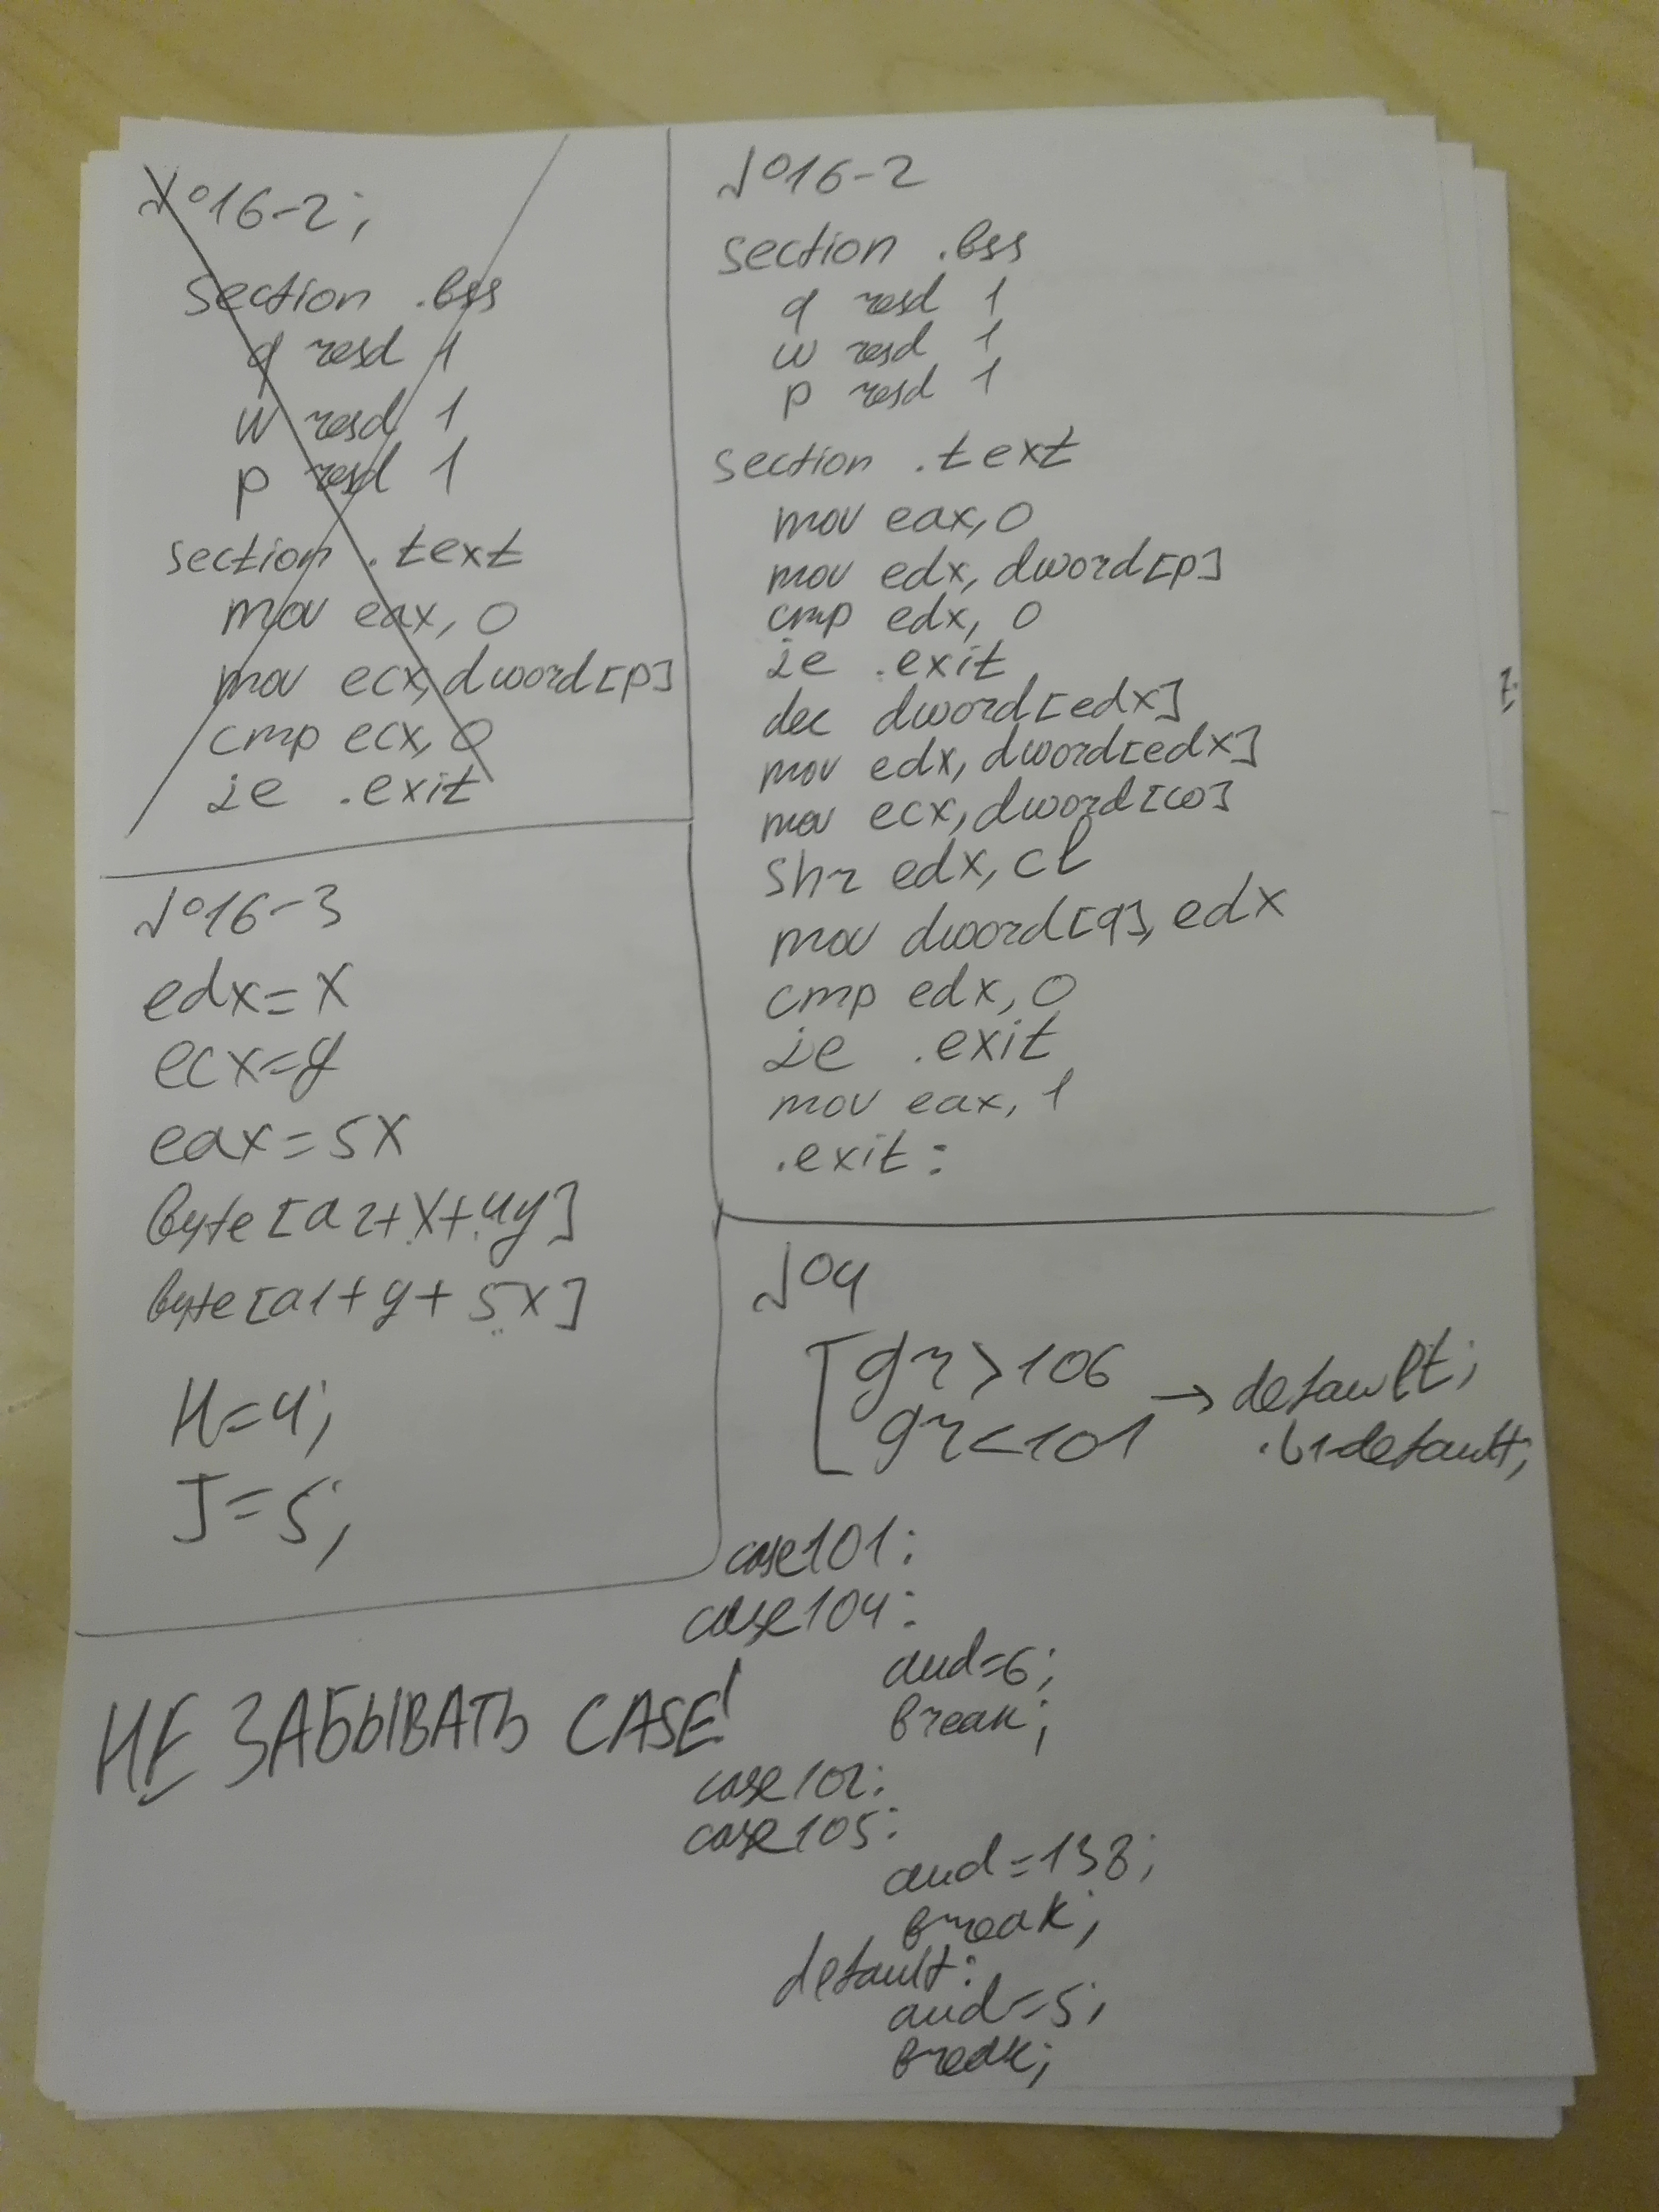 №16-2;
section .bss
q resd 1
w resd 1
p resd 1
section .text
mov eax, 0
mov ecx, dword[p]
cmp ecx, 0
je .exit
№16-3
edx=x
ecx=y
eax=5x
byte[a2+x+4y]
byte[a1+y+5x]
H=4;
J=5;
НЕ ЗАБЫВАТЬ CASE!
№16-2
section .bss
q resd 1
w resd 1
p resd 1
section .text
mov eax, 0
mov edx, dword[p]
cmp edx, 0
je .exit
dec dword[edx]
mov edx, dword[edx]
mov ecx, dword[w]
shr edx, cl
mov dword[q], edx
cmp edx, 0
je .exit
mov eax, 1
.exit:
№4
gr>106
gr<101 → default;
.L1-default;
case101:
case104:
aud=6;
break;
case102:
case105:
aud=138;
break;
default:
aud=5;
break;